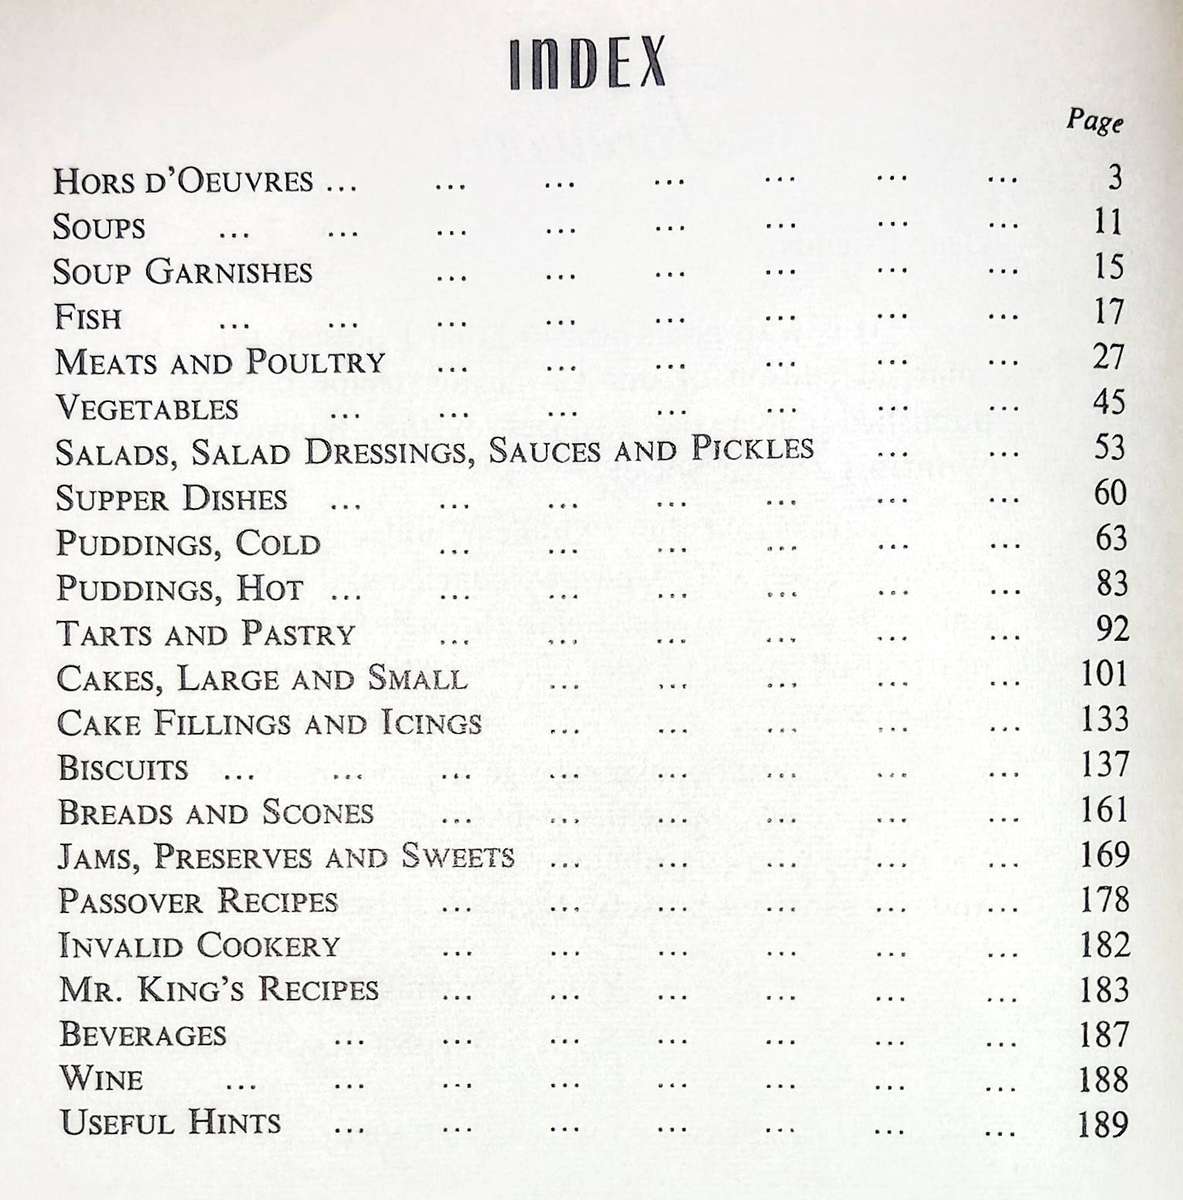 INDEX
Page
HORS D'OEUVRES ... ... ... ... ... ... ... 3
SOUPS ... ... ... ... ... ... ... ... 11
SOUP GARNISHES ... ... ... ... ... ... 15
FISH ... ... ... ... ... ... ... ... 17
MEATS AND POULTRY ... ... ... ... ... ... 27
VEGETABLES ... ... ... ... ... ... ... 45
SALADS, SALAD DRESSINGS, SAUCES AND PICKLES ... ... 53
SUPPER DISHES ... ... ... ... ... ... ... 60
PUDDINGS, COLD ... ... ... ... ... ... 63
PUDDINGS, HOT ... ... ... ... ... ... ... 83
TARTS AND PASTRY ... ... ... ... ... ... 92
CAKES, LARGE AND SMALL ... ... ... ... ... 101
CAKE FILLINGS AND ICINGS ... ... ... ... ... 133
BISCUITS ... ... ... ... ... ... ... ... 137
BREADS AND SCONES ... ... ... ... ... ... 161
JAMS, PRESERVES AND SWEETS ... ... ... ... ... 169
PASSOVER RECIPES ... ... ... ... ... ... 178
INVALID COOKERY ... ... ... ... ... ... 182
MR. KING'S RECIPES ... ... ... ... ... ... 183
BEVERAGES ... ... ... ... ... ... ... 187
WINE ... ... ... ... ... ... ... ... 188
USEFUL HINTS ... ... ... ... ... ... ... 189